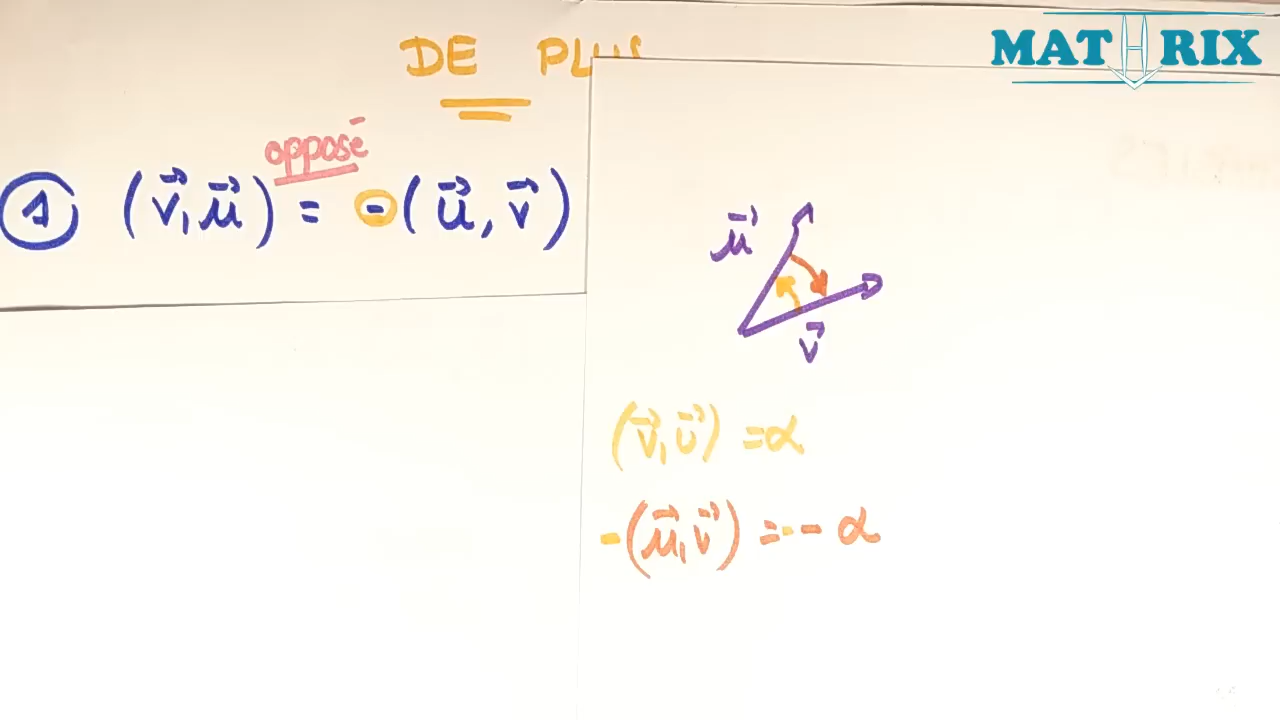 MATHRIX
DE PLUS
opposé
① (v⃗, u⃗) = -(u⃗, v⃗)
u⃗
v⃗
(v⃗, u⃗) = α
-(u⃗, v⃗) = - - α